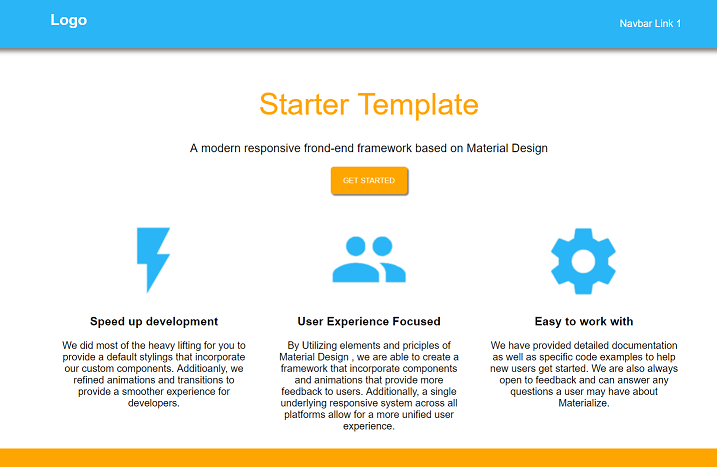 Logo
Navbar Link 1
Starter Template
A modern responsive frond-end framework based on Material Design
GET STARTED
Speed up development
We did most of the heavy lifting for you to
provide a default stylings that incorporate
our custom components. Additioanly, we
refined animations and transitions to
provide a smoother experience for
developers.
User Experience Focused
By Utilizing elements and priciples of
Material Design , we are able to create a
framework that incorporate components
and animations that provide more
feedback to users. Additionally, a single
underlying responsive system across all
platforms allow for a more unified user
experience.
Easy to work with
We have provided detailed documentation
as well as specific code examples to help
new users get started. We are also always
open to feedback and can answer any
questions a user may have about
Materialize.